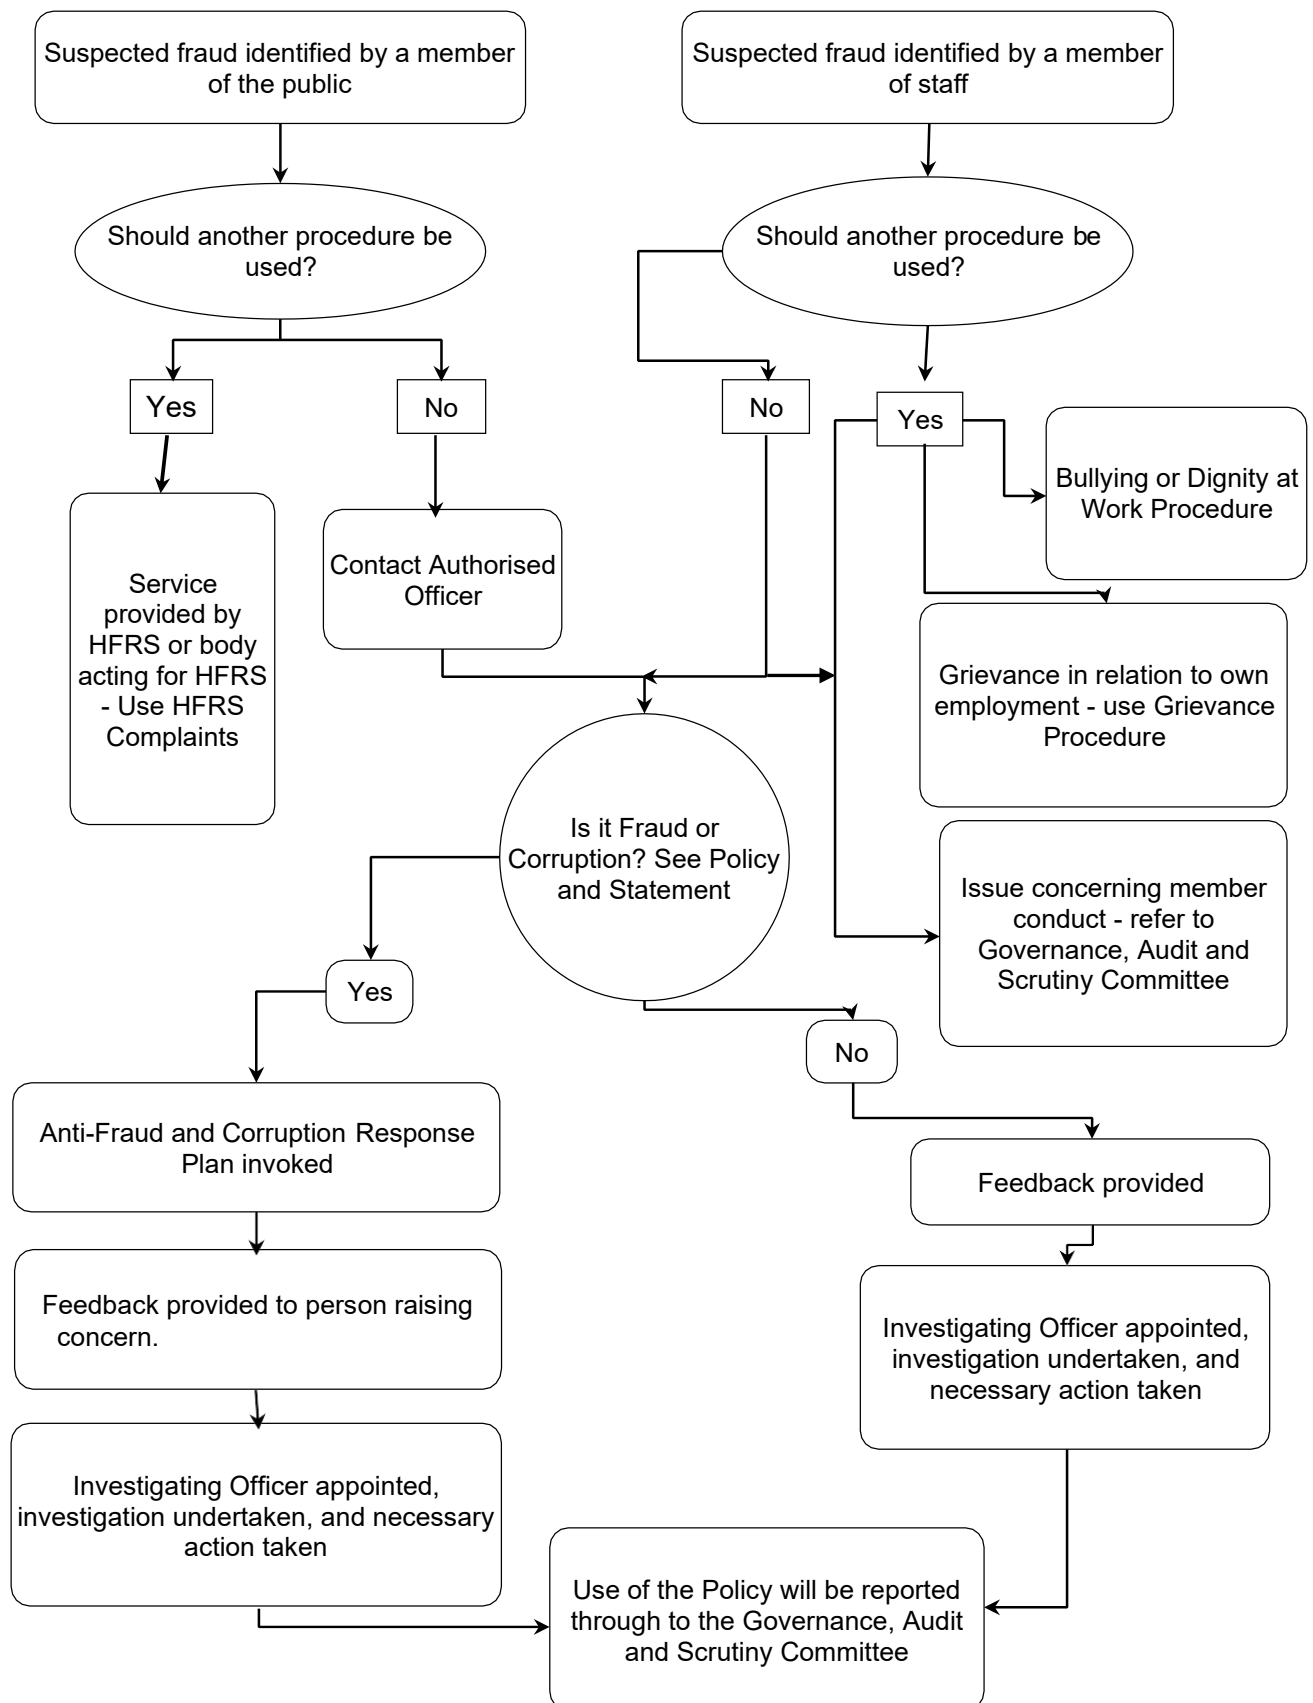 Suspected fraud identified by a member
of the public
Suspected fraud identified by a member
of staff
Should another procedure be
used?
Should another procedure be
used?
Yes
No
No
Yes
Bullying or Dignity at
Work Procedure
Service
provided by
HFRS or body
acting for HFRS
- Use HFRS
Complaints
Contact Authorised
Officer
Grievance in relation to own
employment - use Grievance
Procedure
Is it Fraud or
Corruption? See Policy
and Statement
Issue concerning member
conduct - refer to
Governance, Audit and
Scrutiny Committee
Yes
No
Anti-Fraud and Corruption Response
Plan invoked
Feedback provided
Feedback provided to person raising
concern.
Investigating Officer appointed,
investigation undertaken, and
necessary action taken
Investigating Officer appointed,
investigation undertaken, and necessary
action taken
Use of the Policy will be reported
through to the Governance, Audit
and Scrutiny Committee